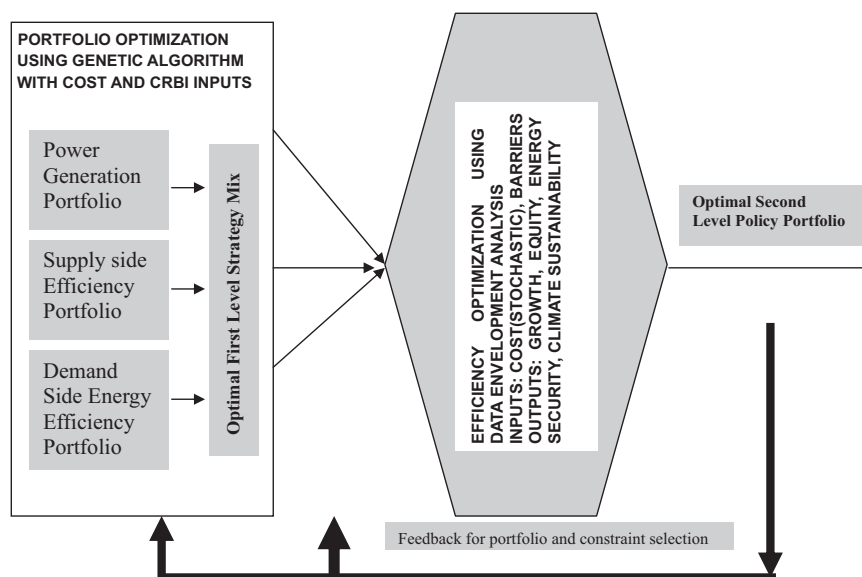 PORTFOLIO OPTIMIZATION
USING GENETIC ALGORITHM
WITH COST AND CRBI INPUTS
Power
Generation
Portfolio
Supply side
Efficiency
Portfolio
Demand
Side Energy
Efficiency
Portfolio
Optimal First Level Strategy Mix
EFFICIENCY OPTIMIZATION USING
DATA ENVELOPMENT ANALYSIS
INPUTS: COST(STOCHASTIC), BARRIERS
OUTPUTS: GROWTH, EQUITY, ENERGY
SECURITY, CLIMATE SUSTAINABILITY
Optimal Second
Level Policy Portfolio
Feedback for portfolio and constraint selection